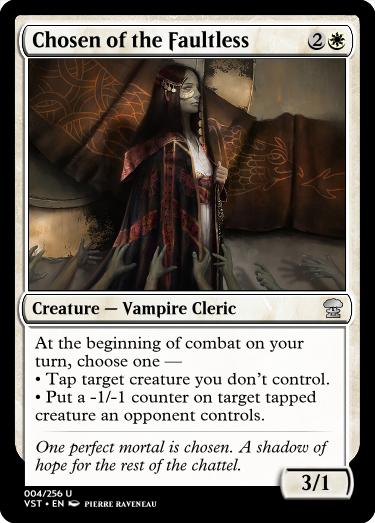 Chosen of the Faultless 2
Creature — Vampire Cleric
At the beginning of combat on your
turn, choose one —
• Tap target creature you don't control.
• Put a -1/-1 counter on target tapped
creature an opponent controls.
One perfect mortal is chosen. A shadow of
hope for the rest of the chattel.
3/1
004/256 U
VST • EN PIERRE RAVENEAU